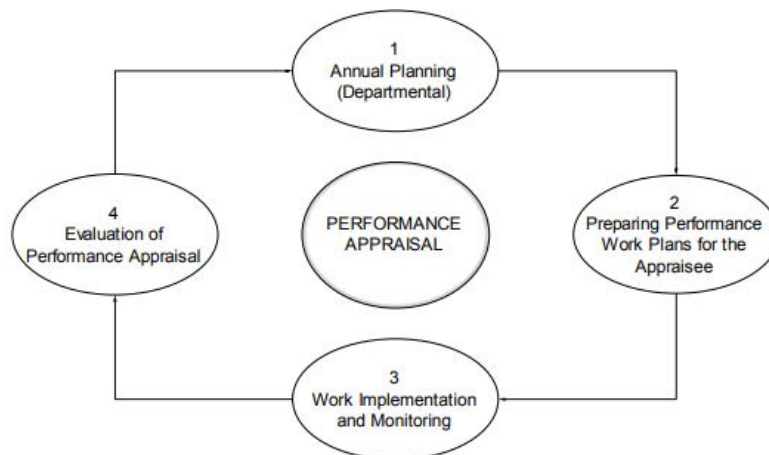 1
Annual Planning
(Departmental)
2
Preparing Performance
Work Plans for the
Appraisee
3
Work Implementation
and Monitoring
4
Evaluation of
Performance Appraisal
PERFORMANCE
APPRAISAL